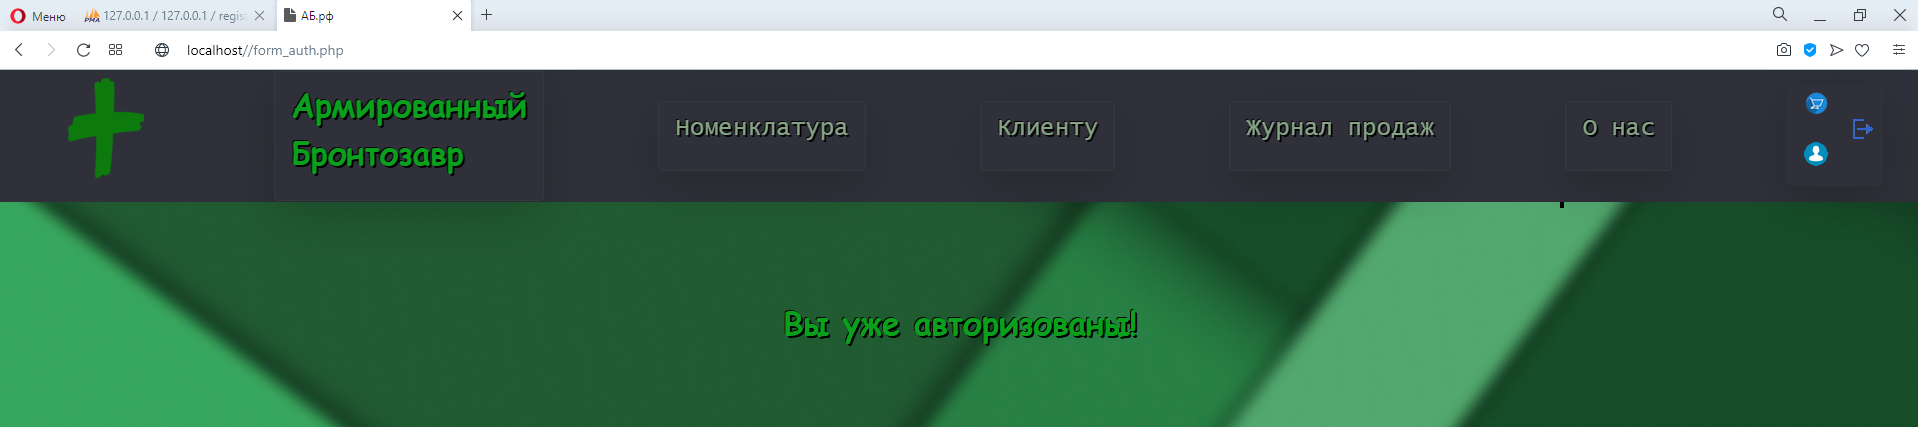 Меню
127.0.0.1 / 127.0.0.1 / regist
АБ.рф
localhost//form_auth.php
Армированный
Бронтозавр
Номенклатура
Клиенту
Журнал продаж
О нас
Вы уже авторизованы!